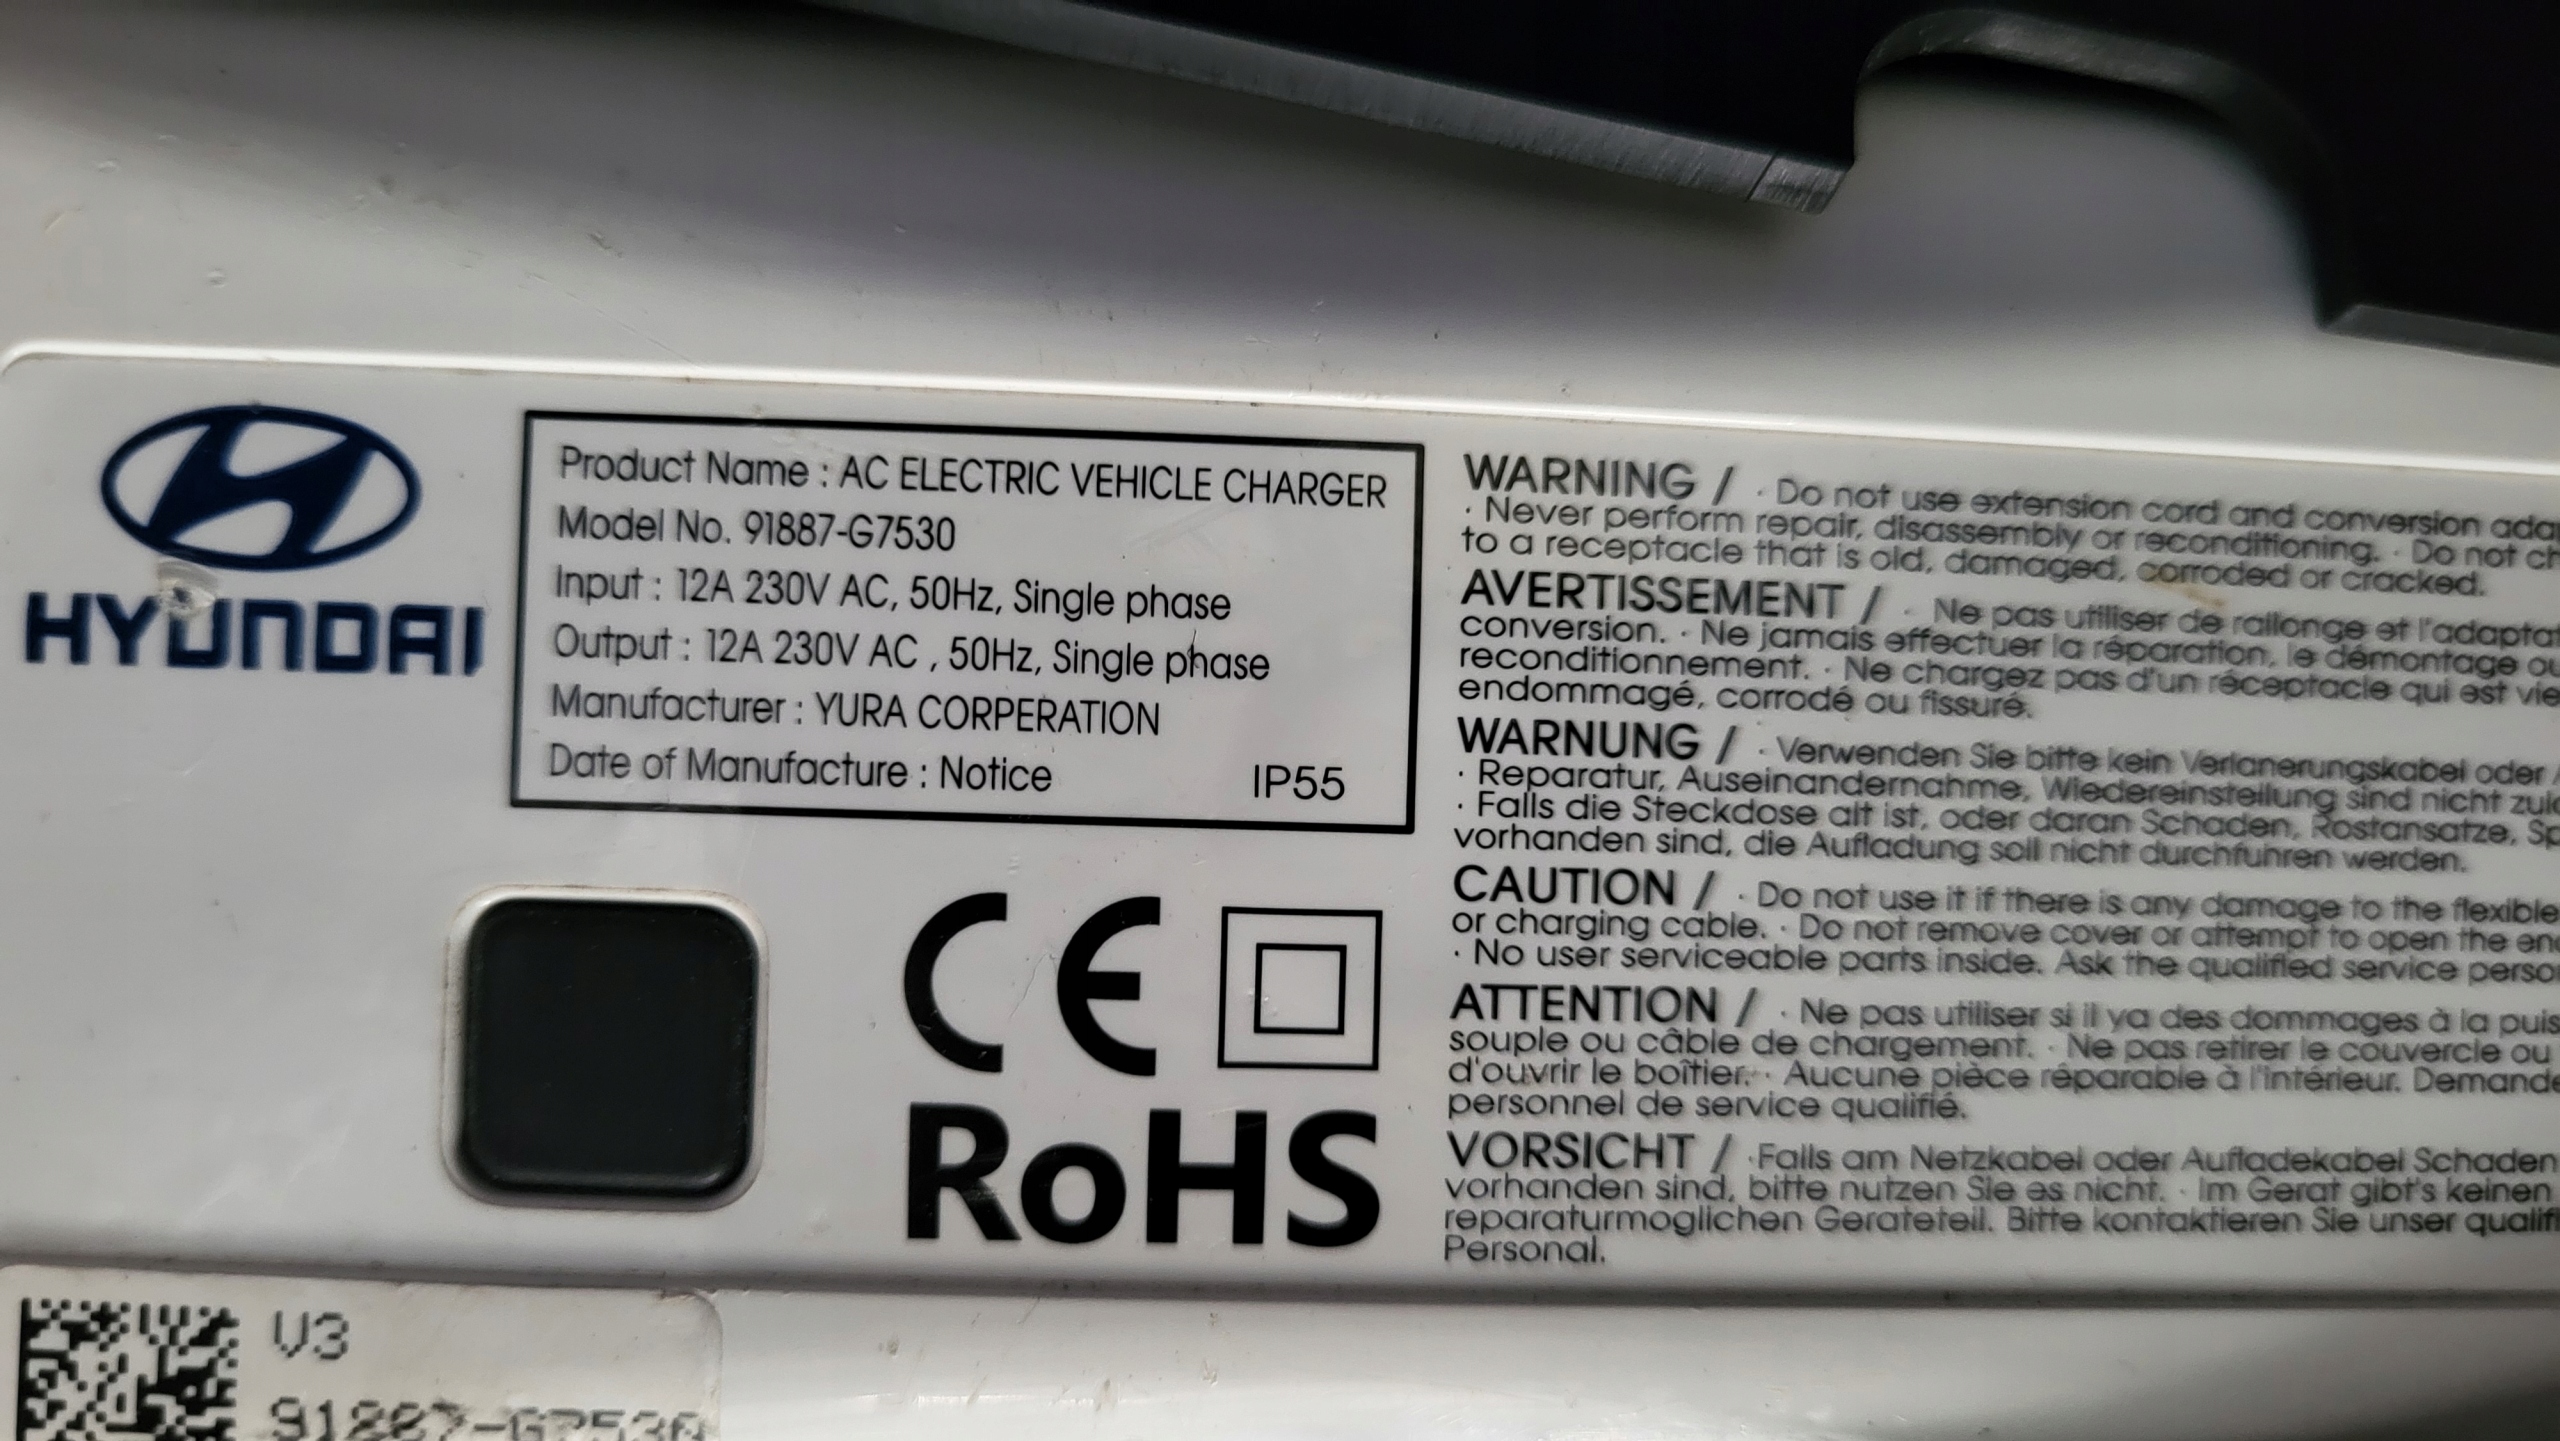 HYUNDAI
Product Name : AC ELECTRIC VEHICLE CHARGER
Model No. 91887-G7530
Input : 12A 230V AC, 50Hz, Single phase
Output : 12A 230V AC , 50Hz, Single phase
Manufacturer : YURA CORPERATION
Date of Manufacture : Notice IP55
CE
RoHS
WARNING / · Do not use extension cord and conversion
· Never perform repair, disassembly or reconditioning. · Do not
to a receptacle that is old, damaged, corroded or cracked.
AVERTISSEMENT / · Ne pas utiliser de rallonge et
conversion. · Ne jamais effectuer la réparation, le démontage ou
reconditionnement. · Ne chargez pas d'un réceptacle qui est
endommagé, corrodé ou fissuré.
WARNUNG / · Verwenden Sie bitte kein Verlanerungskabel oder
· Reparatur, Auseinandernahme, Wiedereinsteilung sind nicht
· Falls die Steckdose alt ist, oder daran Schaden, Rostansatze,
vorhanden sind, die Aufladung soll nicht durchfuhren werden.
CAUTION / · Do not use it if there is any damage to the flexible
or charging cable. · Do not remove cover or attempt to open the
· No user serviceable parts inside. Ask the qualified service
ATTENTION / · Ne pas utiliser si il ya des dommages à la
souple ou câble de chargement. · Ne pas retirer le couvercle ou
d'ouvrir le boîtier. · Aucune pièce réparable à l'intérieur.
personnel de service qualifié.
VORSICHT / · Falls am Netzkabel oder Aufladekabel Schaden
vorhanden sind, bitte nutzen Sie es nicht. · Im Gerat gibt's keinen
reparaturmoglichen Gerateteil. Bitte kontaktieren Sie unser
Personal.
V3
91887-G7530